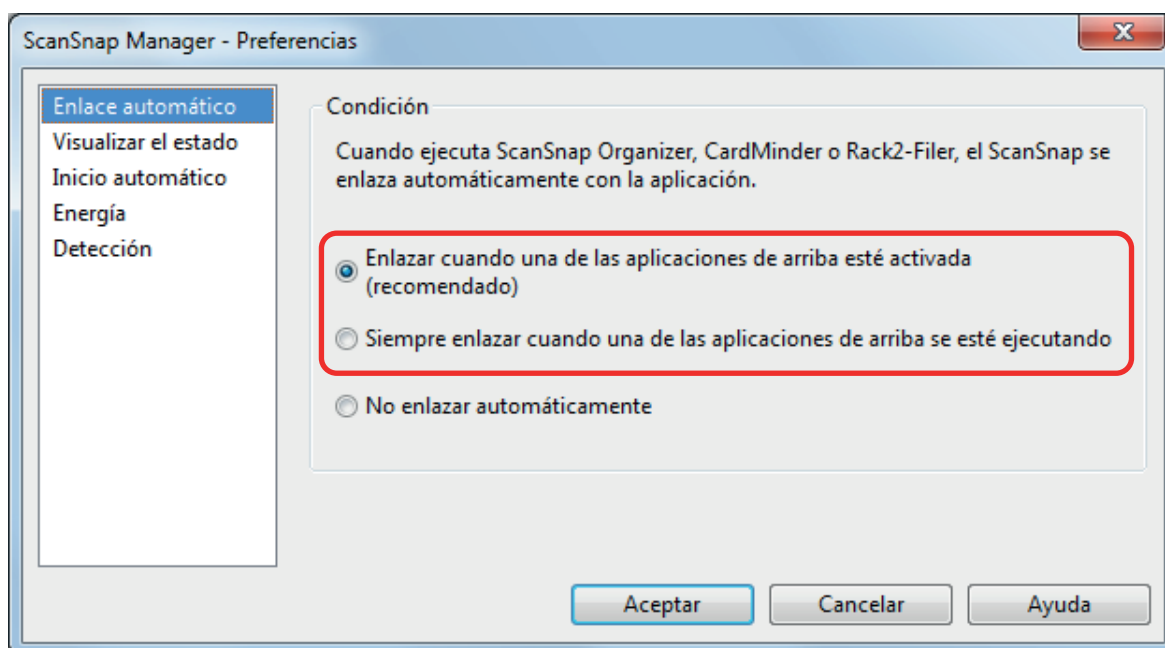 ScanSnap Manager - Preferencias
Enlace automático
Visualizar el estado
Inicio automático
Energía
Detección
Condición
Cuando ejecuta ScanSnap Organizer, CardMinder o Rack2-Filer, el ScanSnap se
enlaza automáticamente con la aplicación.
Enlazar cuando una de las aplicaciones de arriba esté activada
(recomendado)
Siempre enlazar cuando una de las aplicaciones de arriba se esté ejecutando
No enlazar automáticamente
Aceptar
Cancelar
Ayuda